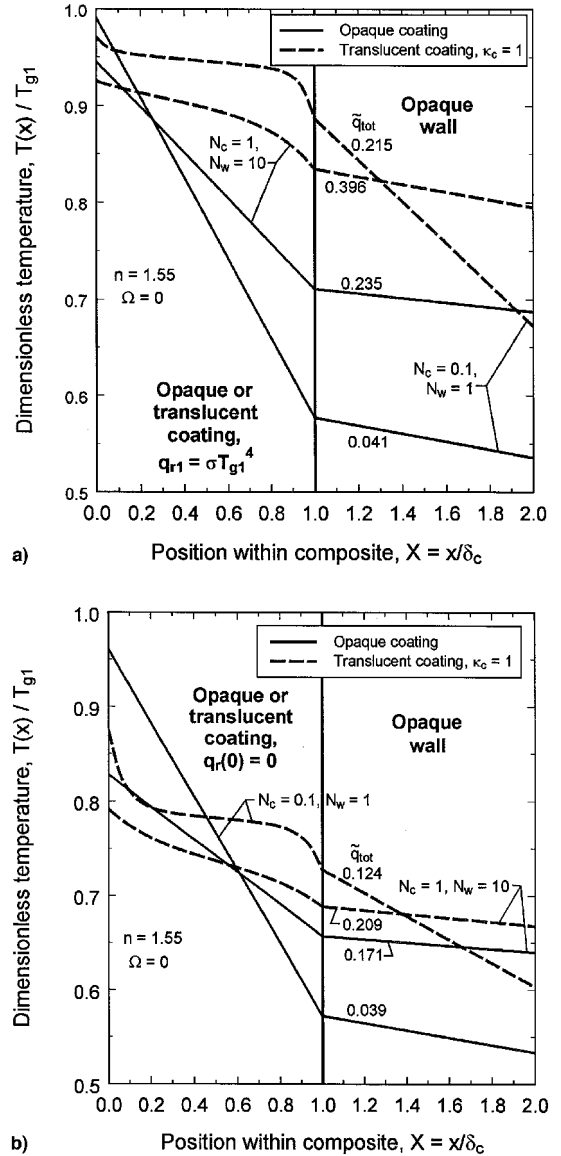 1.0
0.9
0.8
0.7
0.6
0.5
Dimensionless temperature, T(x) / Tg1
Opaque coating
Translucent coating, κc = 1
Opaque
wall
q̃tot
0.215
Nc = 1,
Nw = 10
0.396
n = 1.55
Ω = 0
0.235
Nc = 0.1,
Nw = 1
Opaque or
translucent
coating,
qr1 = σTg1^4
0.041
0.0 0.2 0.4 0.6 0.8 1.0 1.2 1.4 1.6 1.8 2.0
a) Position within composite, X = x/δc
1.0
0.9
0.8
0.7
0.6
0.5
Dimensionless temperature, T(x) / Tg1
Opaque coating
Translucent coating, κc = 1
Opaque or
translucent
coating,
qr(0) = 0
Opaque
wall
Nc = 0.1, Nw = 1
q̃tot
0.124
Nc = 1, Nw = 10
0.209
0.171
n = 1.55
Ω = 0
0.039
0.0 0.2 0.4 0.6 0.8 1.0 1.2 1.4 1.6 1.8 2.0
b) Position within composite, X = x/δc